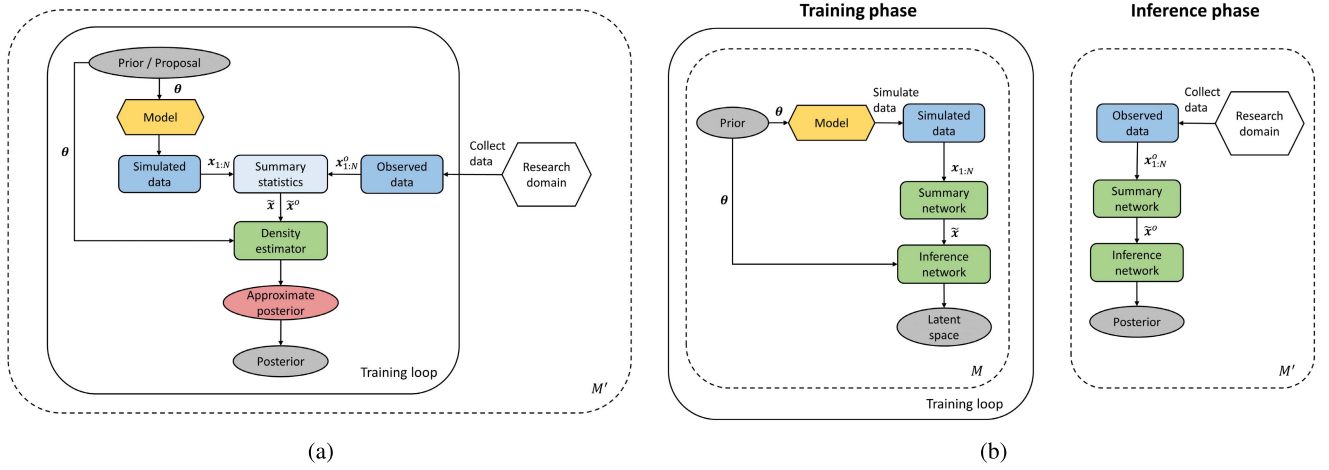 Prior / Proposal
θ
Model
θ
Simulated
data
x₁:N
Summary
statistics
xᵒ₁:N
Observed
data
Collect
data
Research
domain
x̃ x̃ᵒ
Density
estimator
Approximate
posterior
Posterior
Training loop
M′
(a)
Training phase
Prior
θ
Model
Simulate
data
Simulated
data
x₁:N
θ
Summary
network
x̃
Inference
network
Latent
space
M
Training loop
Inference phase
Observed
data
Collect
data
Research
domain
xᵒ₁:N
Summary
network
x̃ᵒ
Inference
network
Posterior
M′
(b)